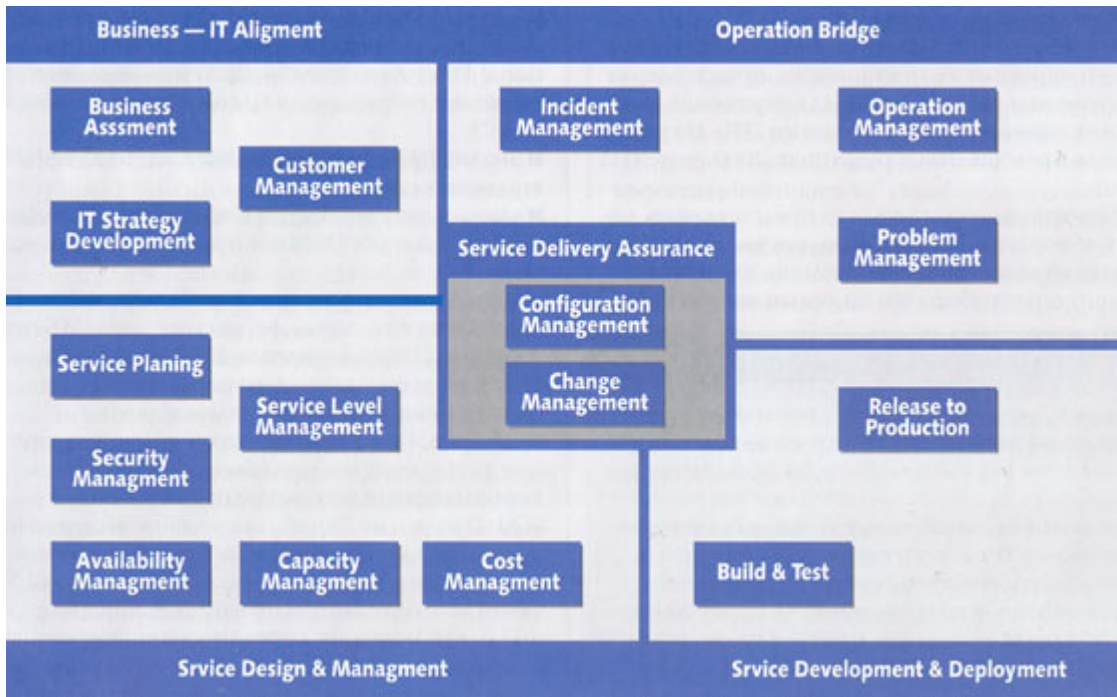 Business — IT Aligment
Operation Bridge
Business
Assment
Customer
Management
IT Strategy
Development
Incident
Management
Operation
Management
Problem
Management
Service Delivery Assurance
Configuration
Management
Change
Management
Service Planing
Service Level
Management
Security
Managment
Availability
Managment
Capacity
Managment
Cost
Managment
Release to
Production
Build & Test
Srvice Design & Managment
Srvice Development & Deployment